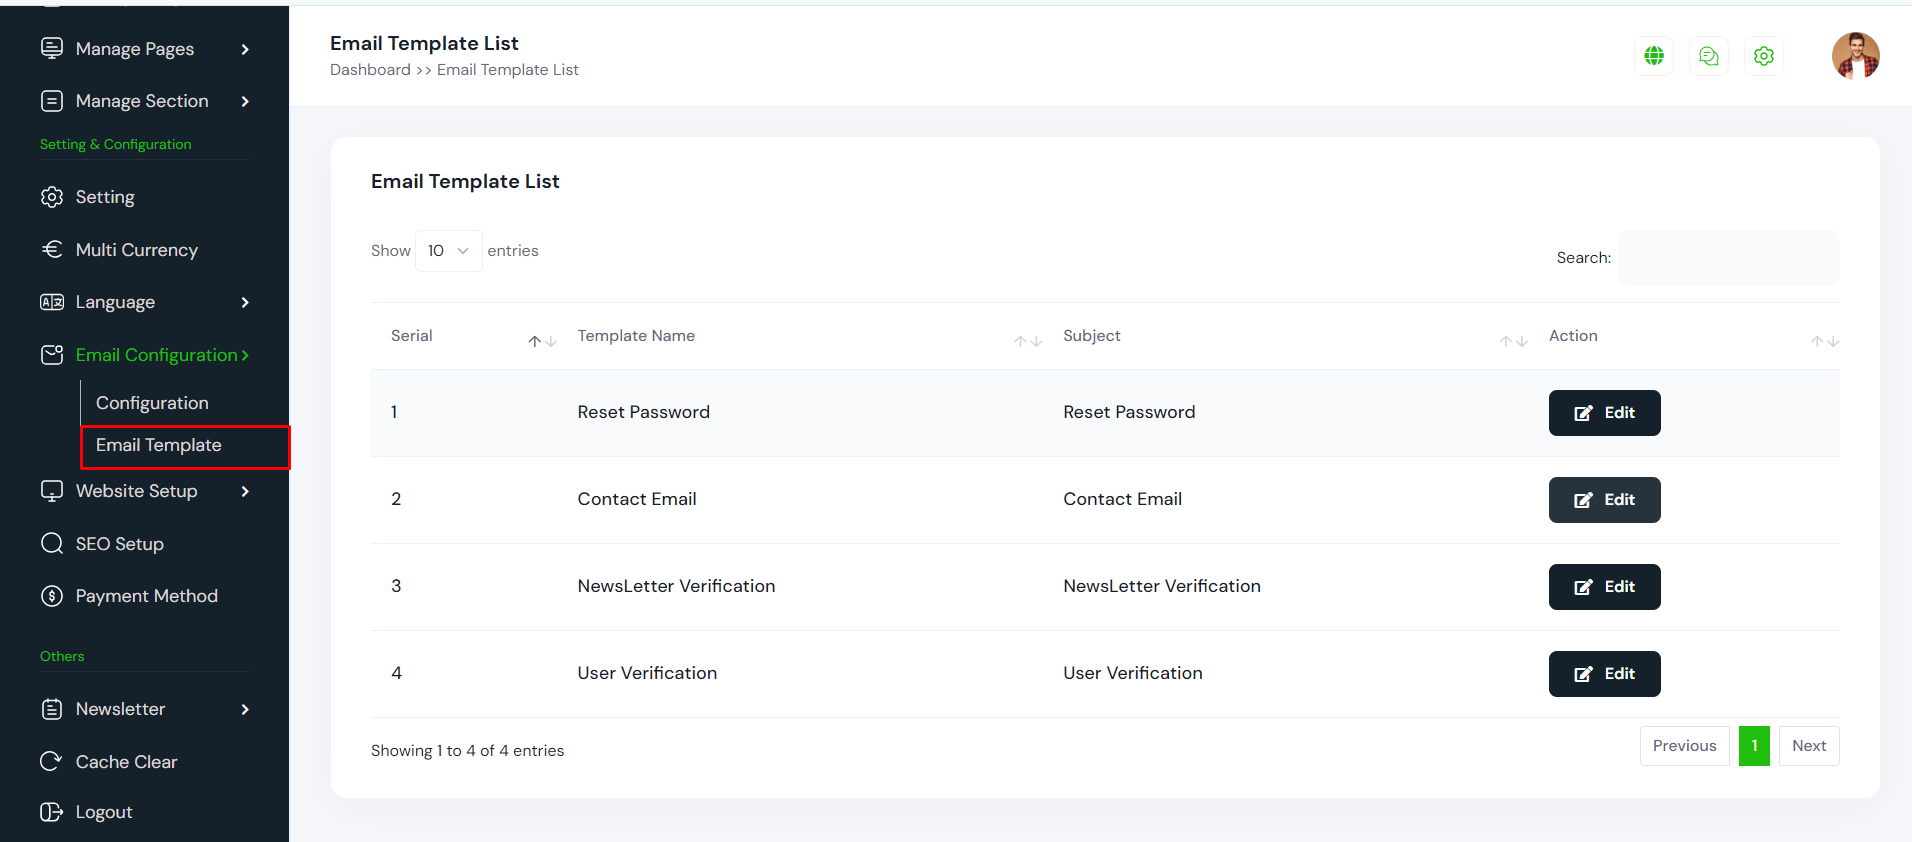 Manage Pages
Manage Section
Setting & Configuration
Setting
Multi Currency
Language
Email Configuration
Configuration
Email Template
Website Setup
SEO Setup
Payment Method
Others
Newsletter
Cache Clear
Logout
Email Template List
Dashboard >> Email Template List
Email Template List
Show 10 entries
Search:
Serial Template Name Subject Action
1 Reset Password Reset Password Edit
2 Contact Email Contact Email Edit
3 NewsLetter Verification NewsLetter Verification Edit
4 User Verification User Verification Edit
Showing 1 to 4 of 4 entries
Previous 1 Next